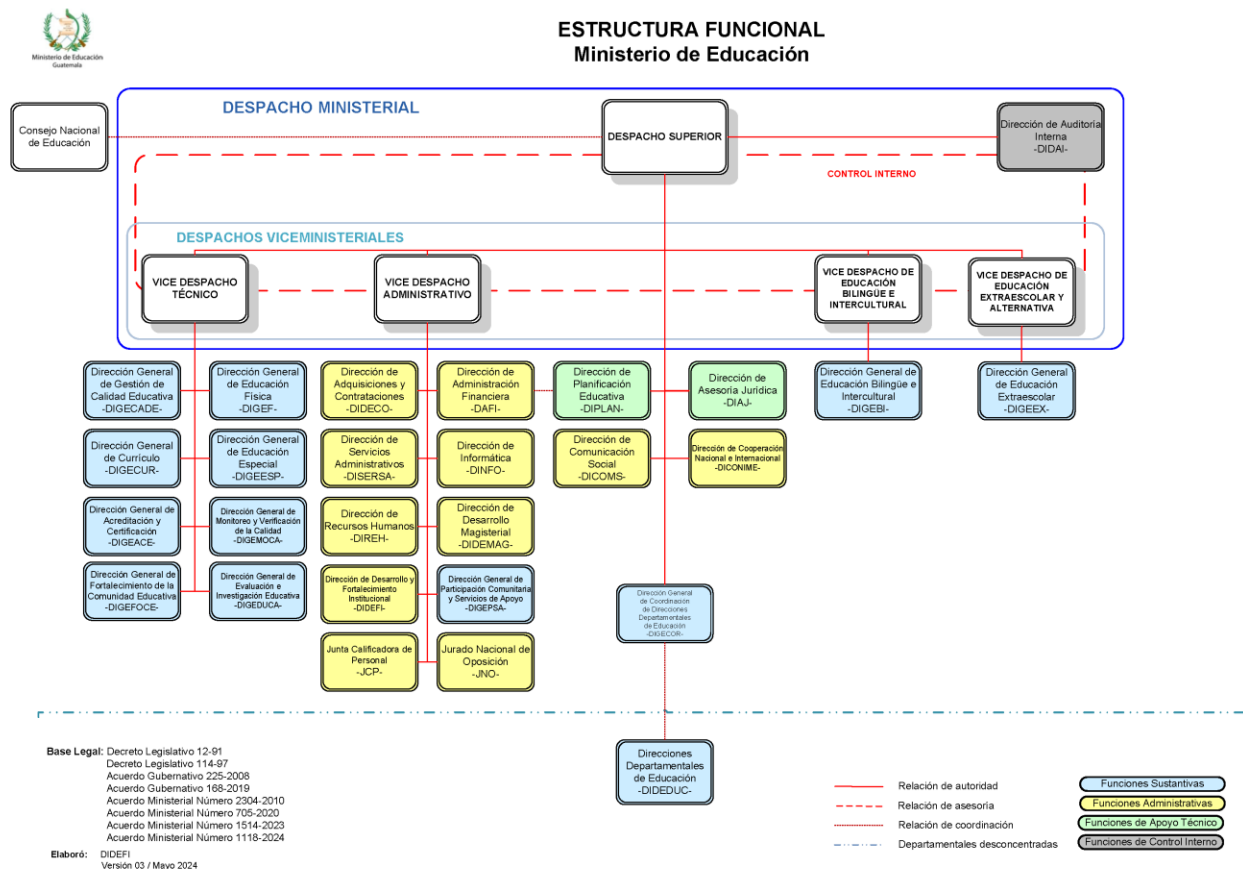 ESTRUCTURA FUNCIONAL
Ministerio de Educación
Ministerio de Educación
Guatemala
DESPACHO MINISTERIAL
Consejo Nacional
de Educación
DESPACHO SUPERIOR
Dirección de Auditoria
Interna
-DIDAI-
CONTROL INTERNO
DESPACHOS VICEMINISTERIALES
VICE DESPACHO
TÉCNICO
VICE DESPACHO
ADMINISTRATIVO
VICE DESPACHO DE
EDUCACIÓN
BILINGÜE E
INTERCULTURAL
VICE DESPACHO DE
EDUCACIÓN
EXTRAESCOLAR Y
ALTERNATIVA
Dirección General
de Gestión de
Calidad Educativa
-DIGECADE-
Dirección General
de Educación
Física
-DIGEF-
Dirección de
Adquisiciones y
Contrataciones
-DIDECO-
Dirección de
Administración
Financiera
-DAFI-
Dirección de
Planificación
Educativa
-DIPLAN-
Dirección de
Asesoría Jurídica
-DIAJ-
Dirección General de
Educación Bilingüe e
Intercultural
-DIGEBI-
Dirección General
de Educación
Extraescolar
-DIGEEX-
Dirección General
de Currículo
-DIGECUR-
Dirección General
de Educación
Especial
-DIGEESP-
Dirección de
Servicios
Administrativos
-DISERSA-
Dirección de
Informática
-DINFO-
Dirección de
Comunicación
Social
-DICOMS-
Dirección de Cooperación
Nacional e Internacional
-DICONIME-
Dirección General de
Acreditación y
Certificación
-DIGEACE-
Dirección General de
Monitoreo y Verificación
de la Calidad
-DIGEMOCA-
Dirección de
Recursos Humanos
-DIREH-
Dirección de
Desarrollo
Magisterial
-DIDEMAG-
Dirección General de
Fortalecimiento de la
Comunidad Educativa
-DIGEFOCE-
Dirección General de
Evaluación e
Investigación Educativa
-DIGEDUCA-
Dirección de Desarrollo y
Fortalecimiento
Institucional
-DIDEFI-
Dirección General de
Participación Comunitaria
y Servicios de Apoyo
-DIGEPSA-
Dirección General
de Coordinación
de Direcciones
Departamentales
de Educación
-DIGECOR-
Junta Calificadora de
Personal
-JCP-
Jurado Nacional de
Oposición
-JNO-
Direcciones
Departamentales
de Educación
-DIDEDUC-
Base Legal: Decreto Legislativo 12-91
Decreto Legislativo 114-97
Acuerdo Gubernativo 225-2008
Acuerdo Gubernativo 168-2019
Acuerdo Ministerial Número 2304-2010
Acuerdo Ministerial Número 705-2020
Acuerdo Ministerial Número 1514-2023
Acuerdo Ministerial Número 1118-2024
Elaboró: DIDEFI
Versión 03 / Mayo 2024
Relación de autoridad
Relación de asesoría
Relación de coordinación
Departamentales desconcentradas
Funciones Sustantivas
Funciones Administrativas
Funciones de Apoyo Técnico
Funciones de Control Interno